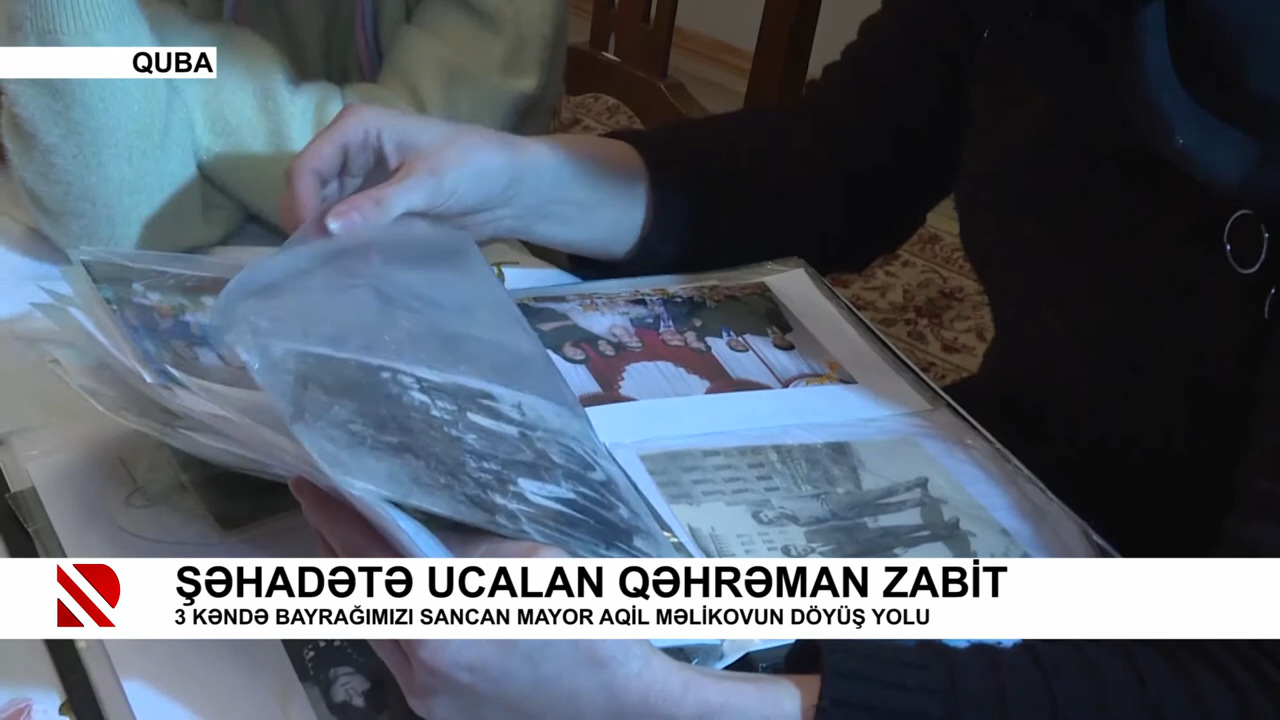 QUBA
ŞƏHADƏTƏ UCALAN QƏHRƏMAN ZABİT
3 KƏNDƏ BAYRAĞIMIZI SANCAN MAYOR AQİL MƏLİKOVUN DÖYÜŞ YOLU